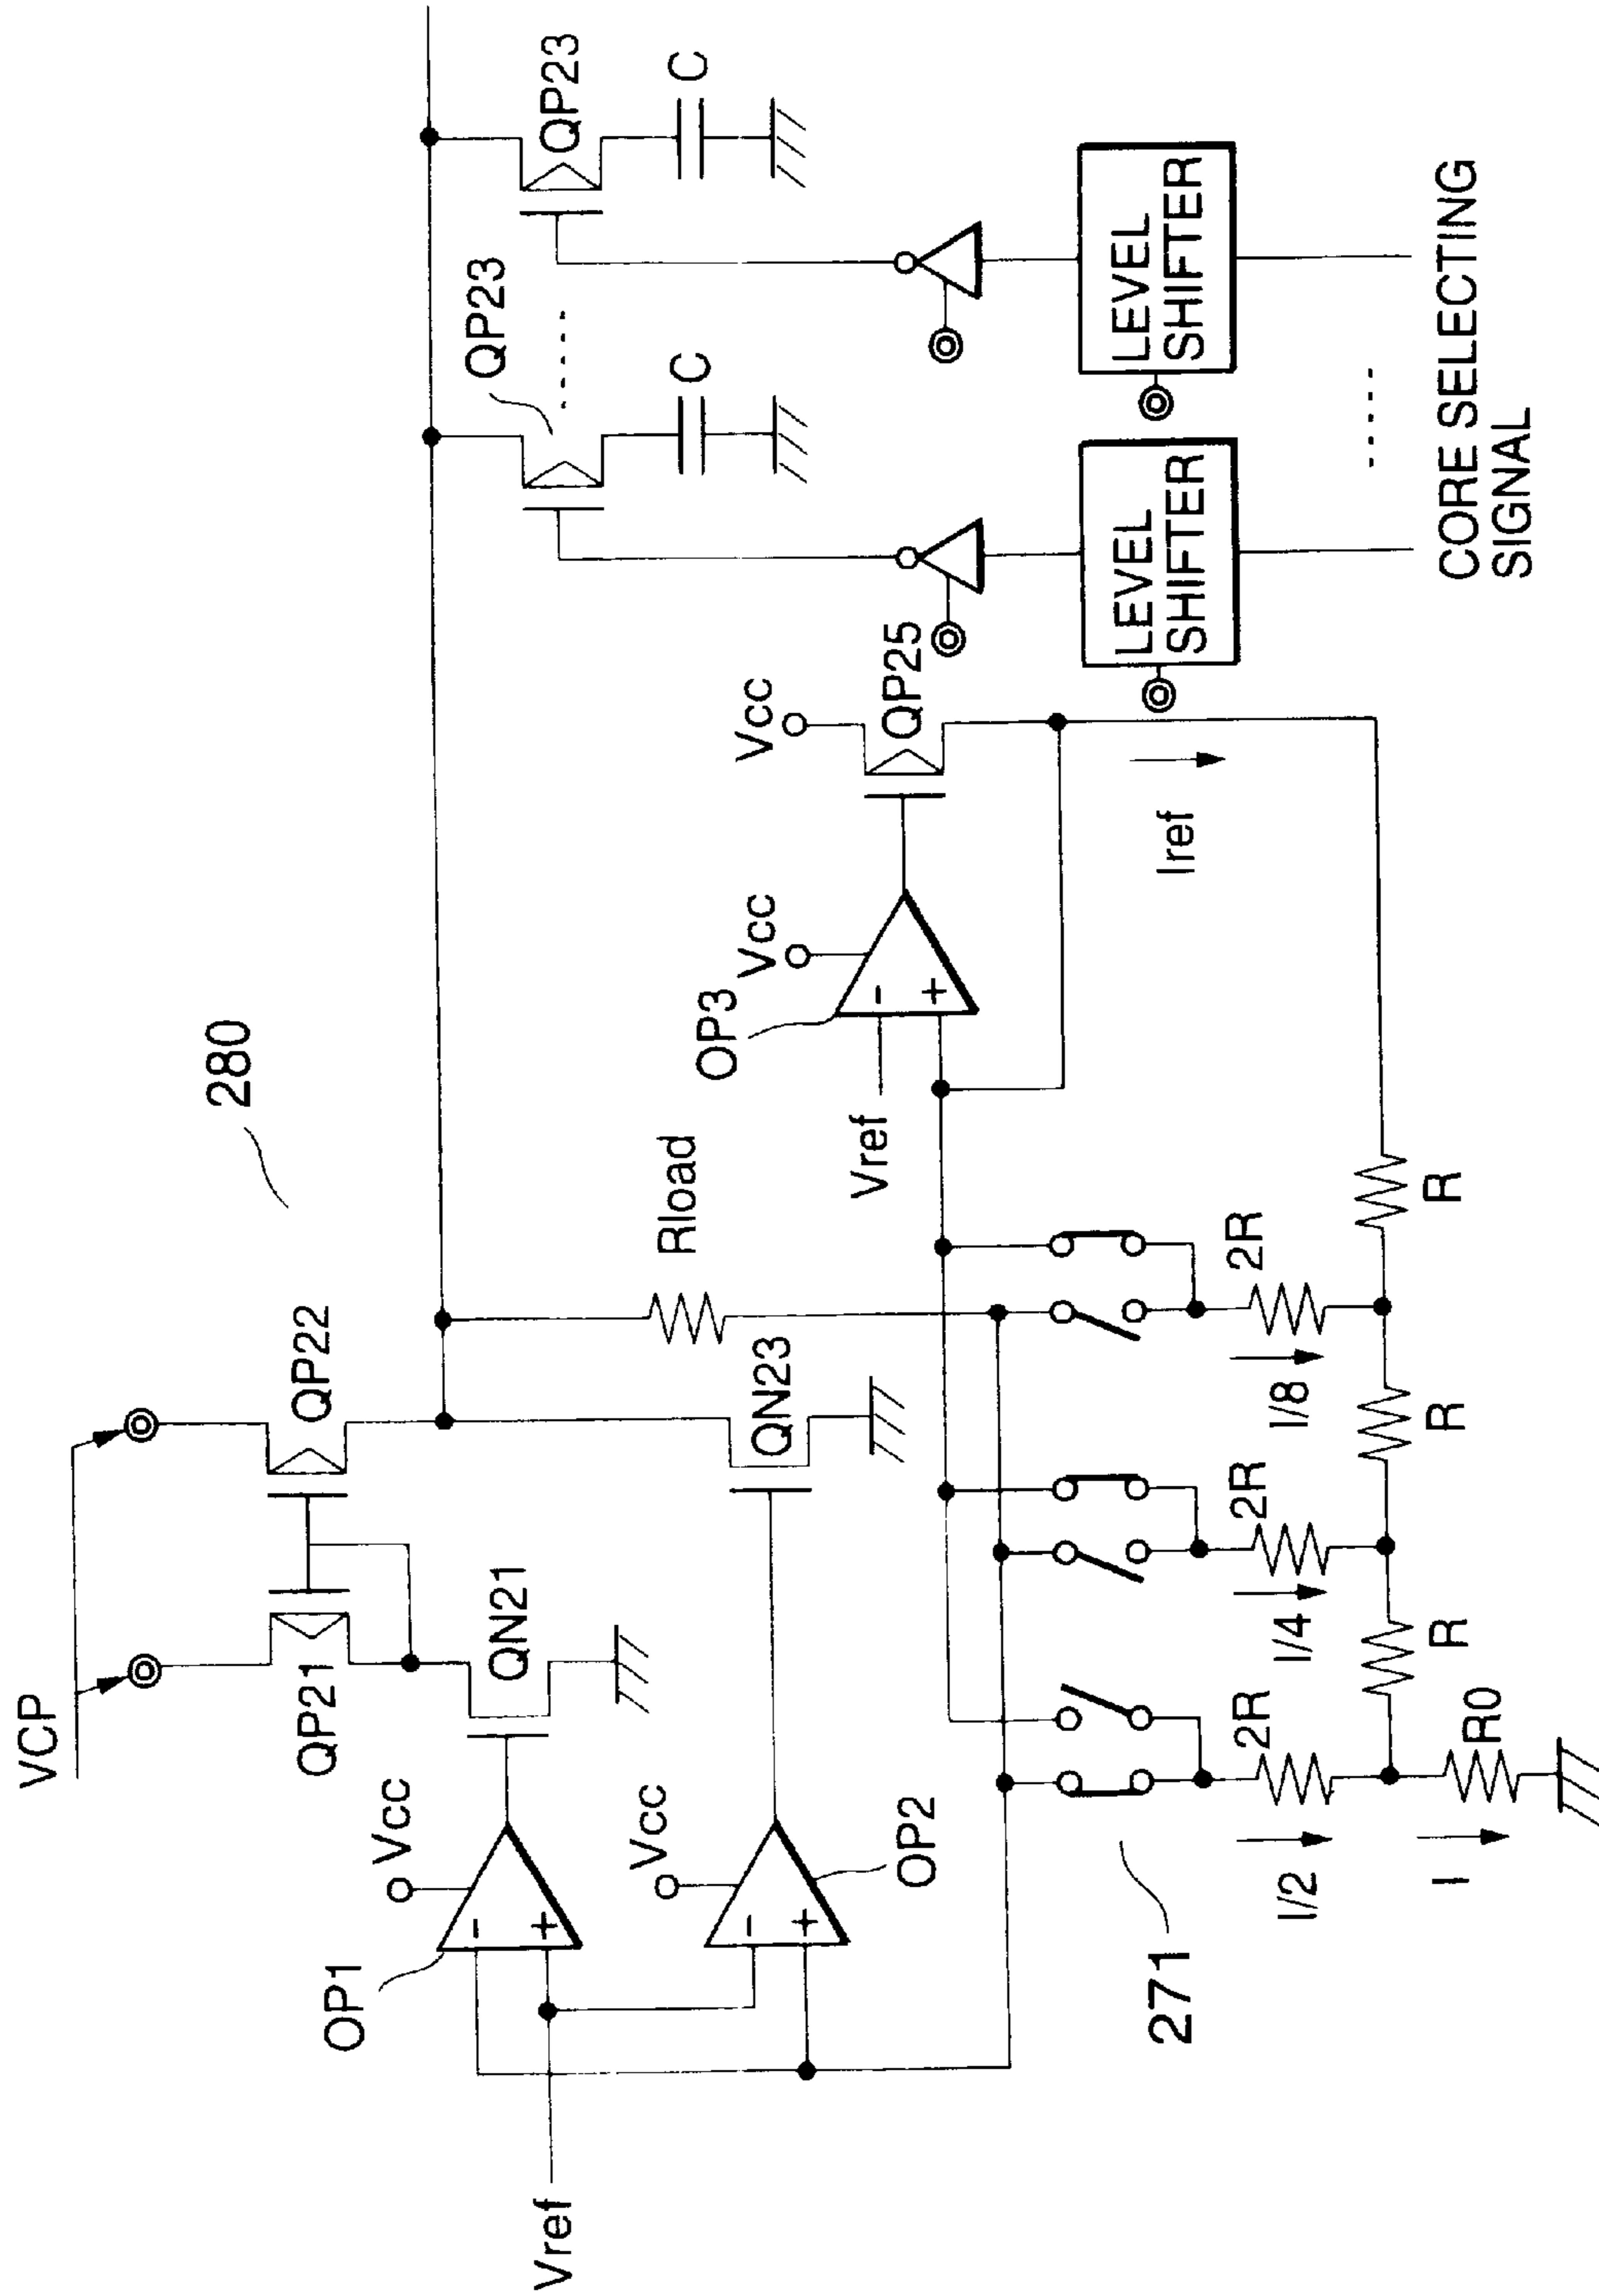 280
VCP
QP21
QP22
QP23
QP23
C
C
Vcc
OP1
-
+
QN21
Rload
Vcc
OP2
-
+
QN23
Vref
Vref
OP3
Vcc
-
+
Vcc
QP25
Iref
LEVEL
SHIFTER
LEVEL
SHIFTER
CORE SELECTING
SIGNAL
271
I/2
2R
I/4
2R
I/8
2R
I
R0
R
R
R